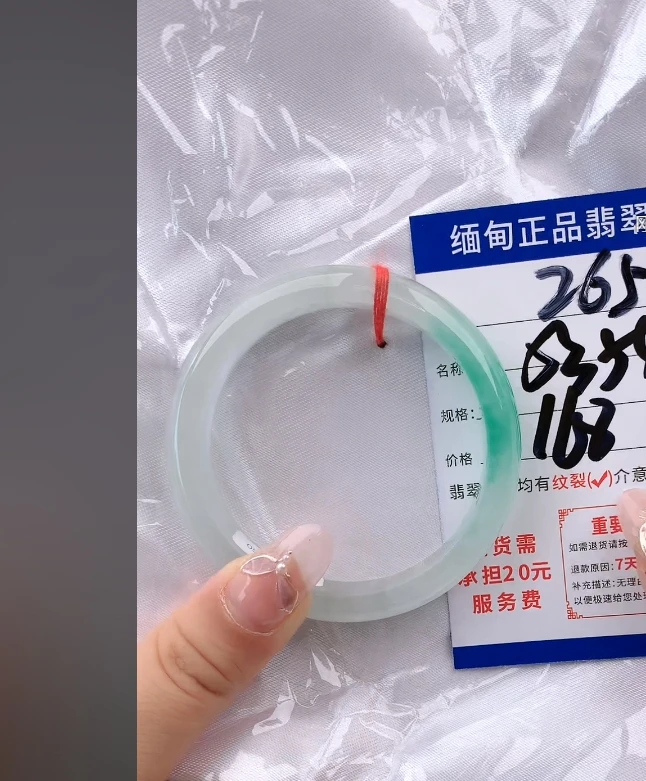 缅甸正品翡翠
265
名称
规格:
价格
168
翡翠 均有纹裂(✓)介意
货需
承担20元
服务费
重要
如需退货请按
退款原因:7天
补充描述:无理由
以便极速给您处理